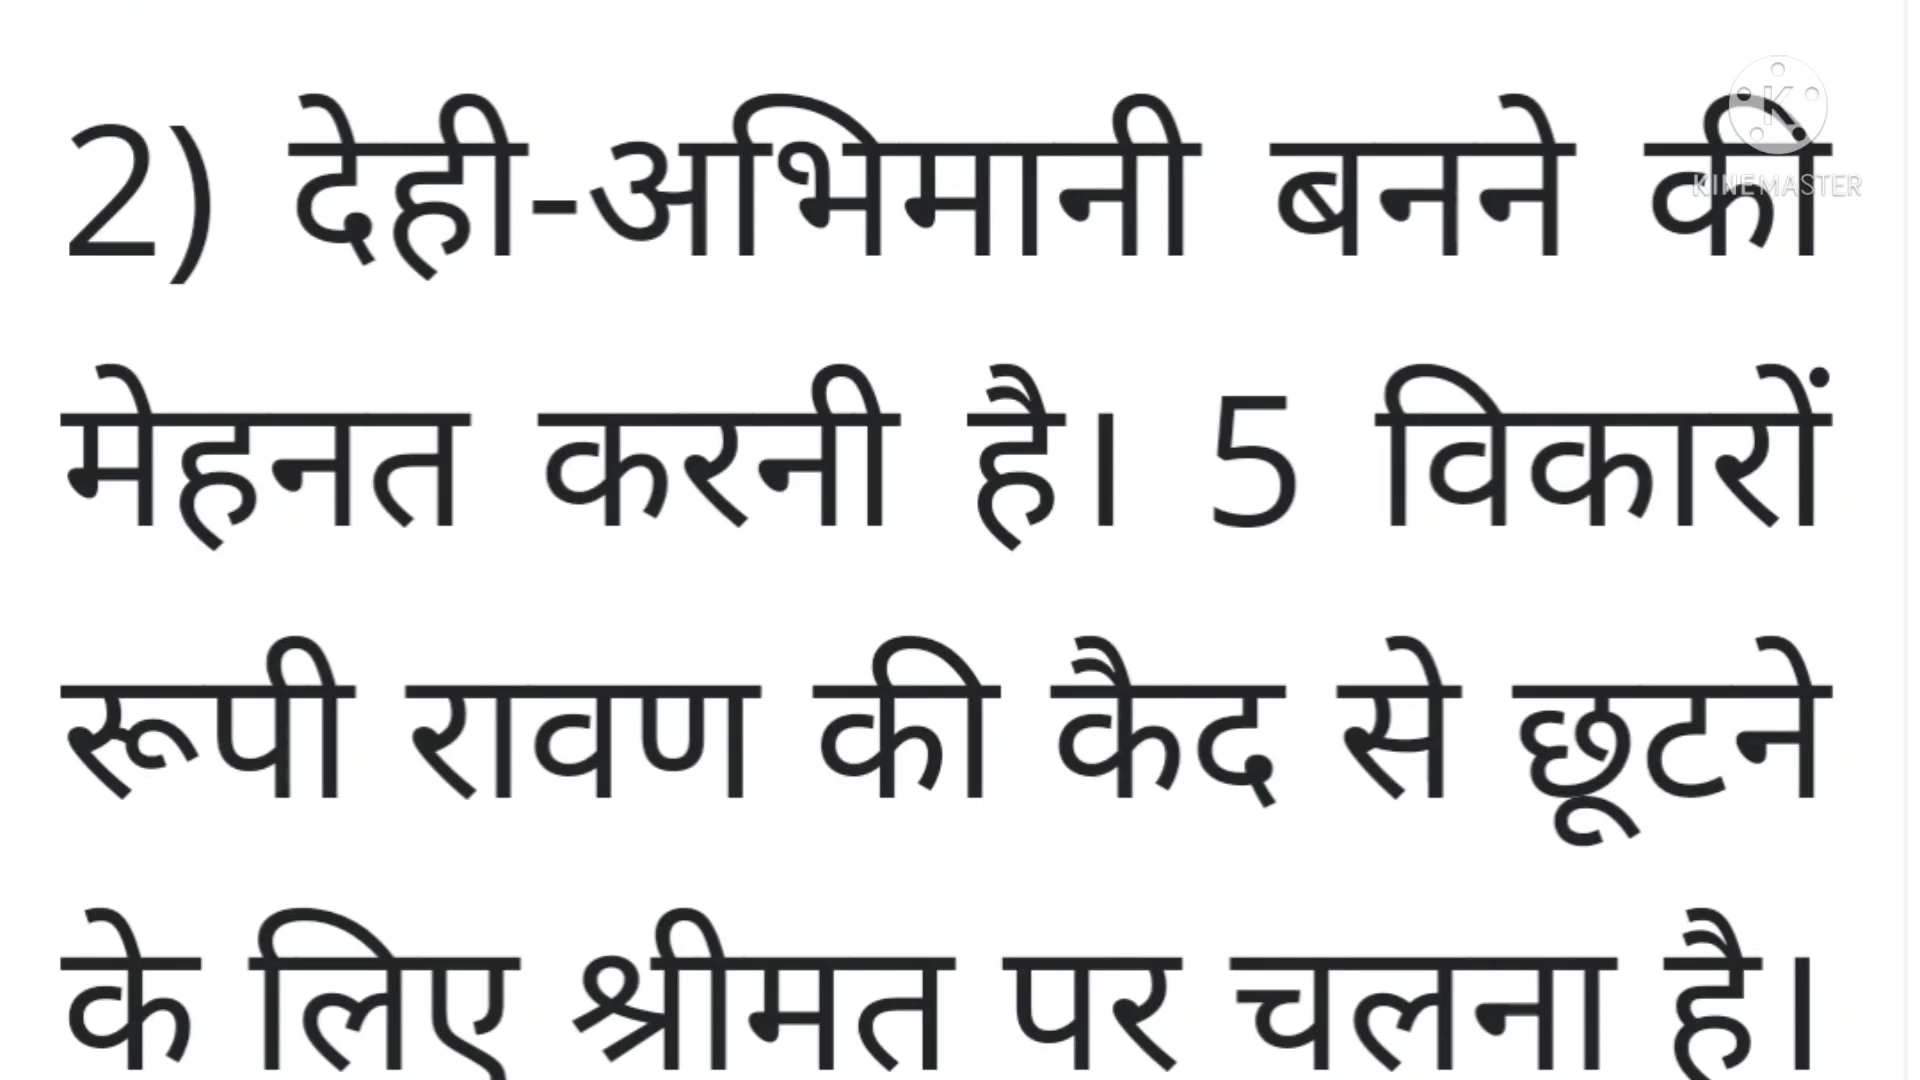 2) देही-अभिमानी बनने की
मेहनत करनी है। 5 विकारों
रूपी रावण की कैद से छूटने
के लिए श्रीमत पर चलना है।
KINEMASTER